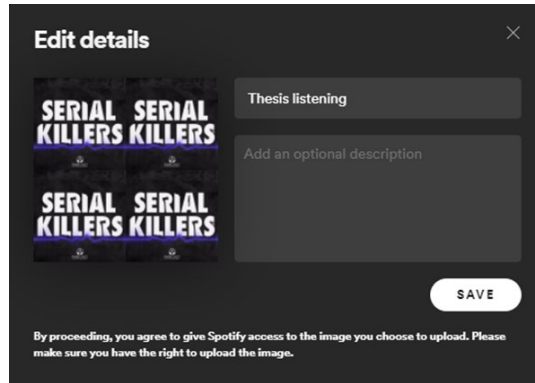 Edit details
Thesis listening
SERIAL SERIAL
KILLERS KILLERS
Add an optional description
SERIAL SERIAL
KILLERS KILLERS
SAVE
By proceeding, you agree to give Spotify access to the image you choose to upload. Please
make sure you have the right to upload the image.